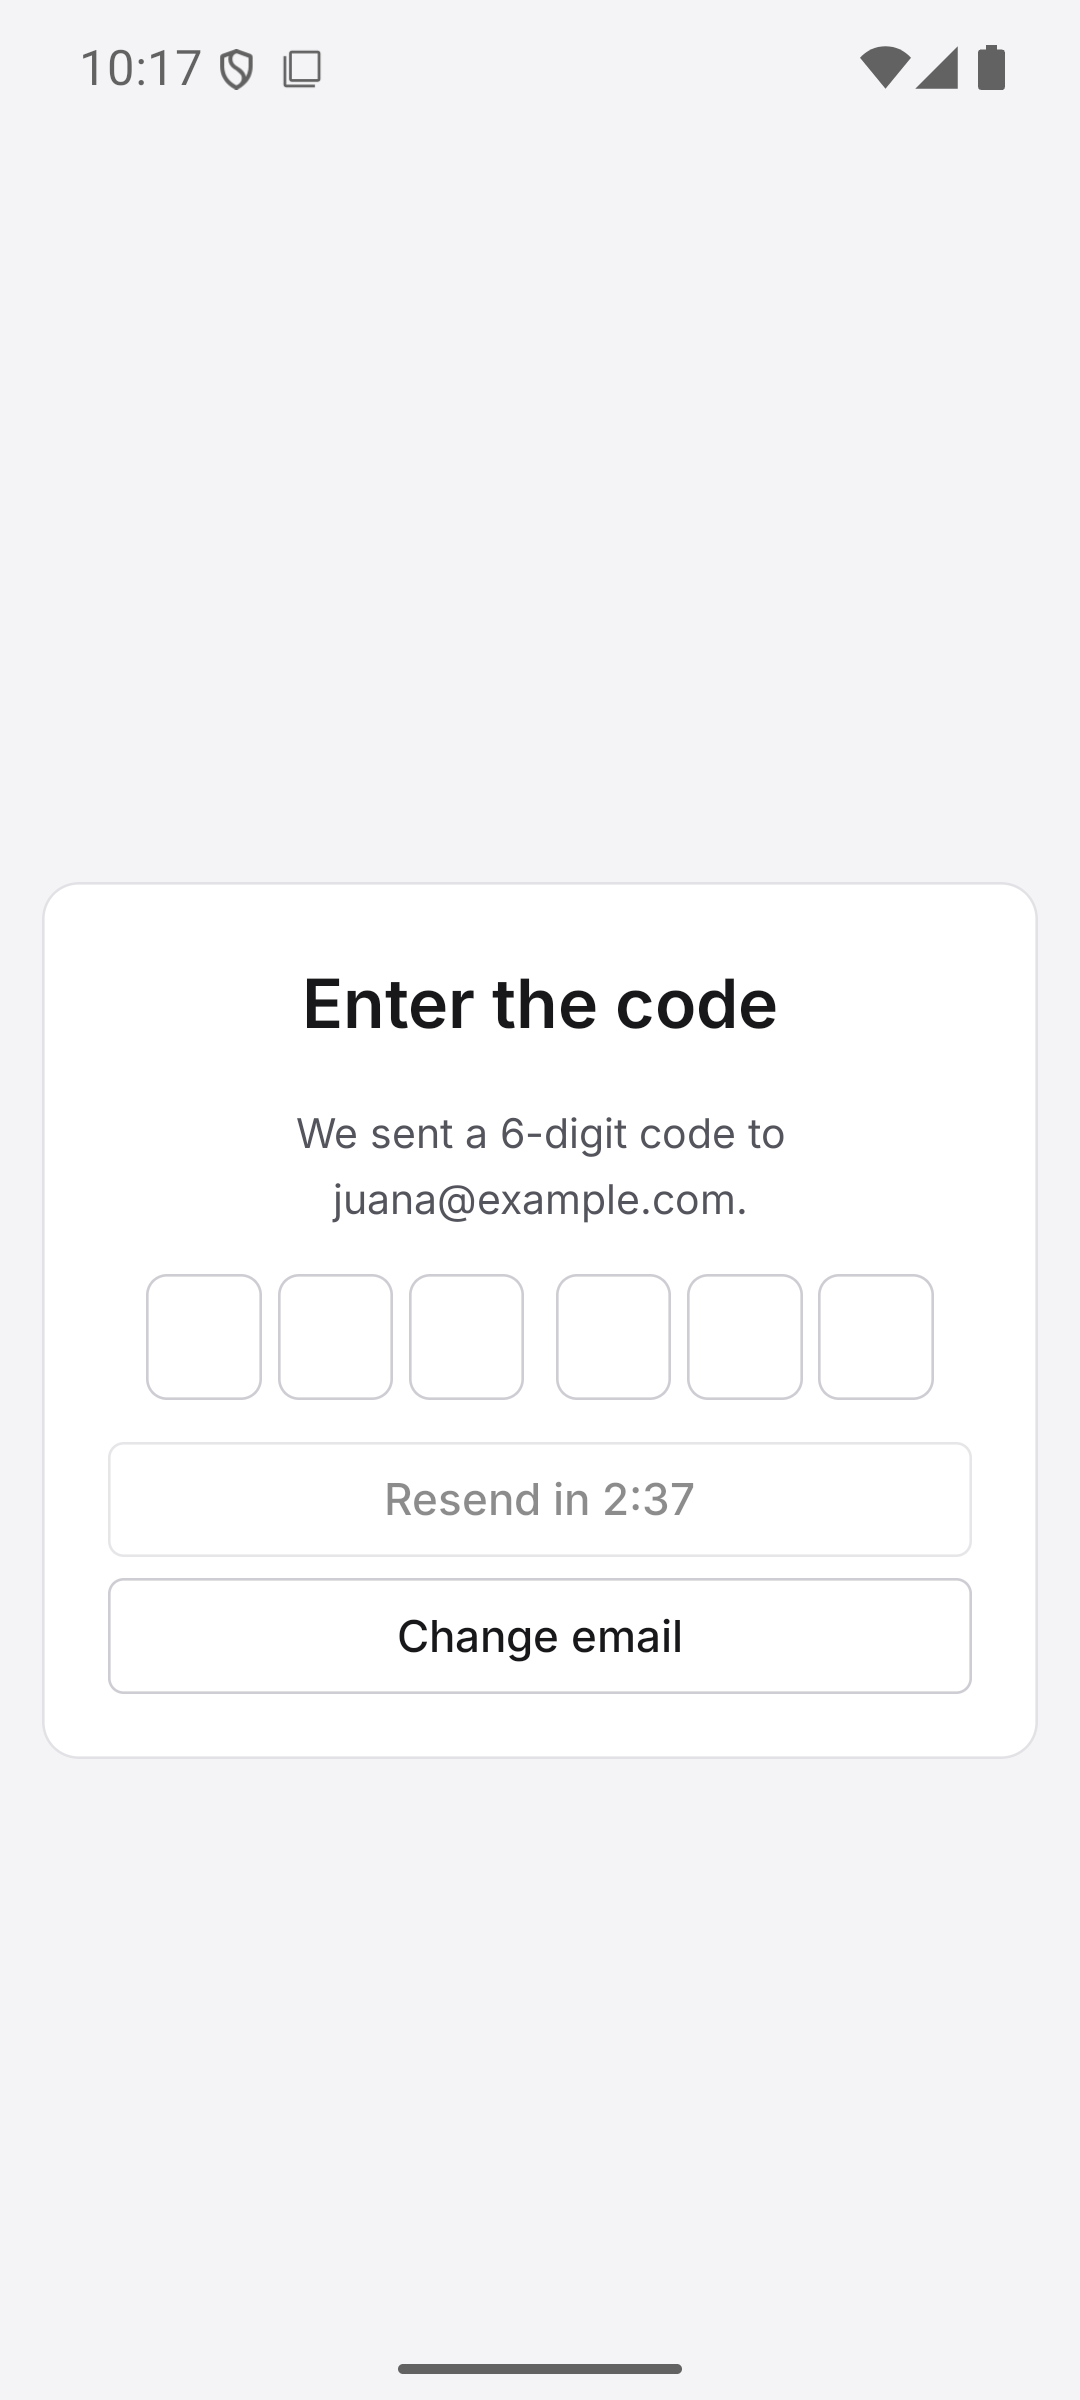 10:17
Enter the code
We sent a 6-digit code to
juana@example.com.
Resend in 2:37
Change email